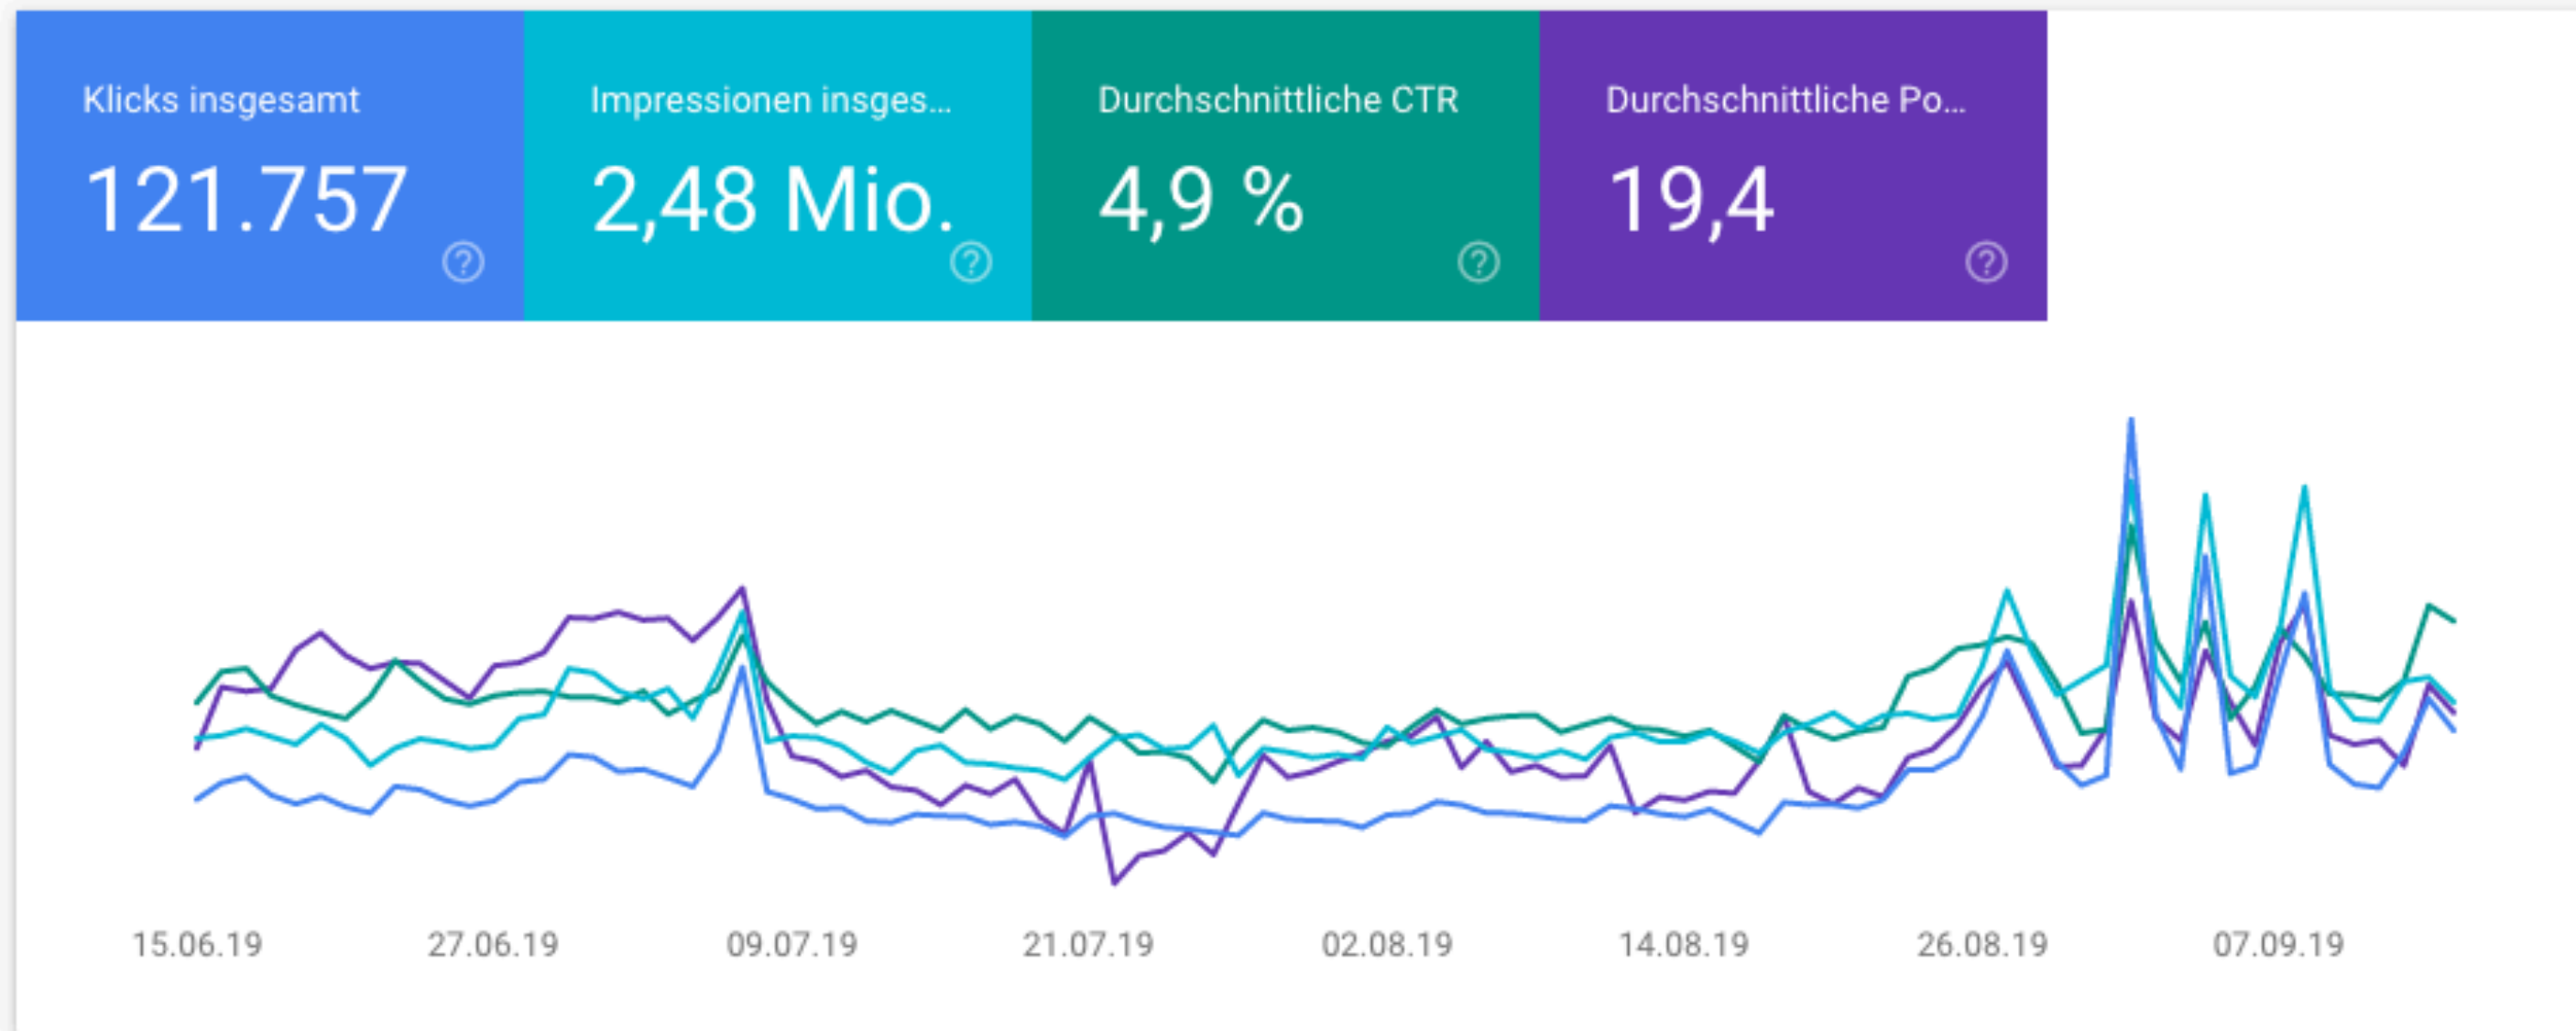 Klicks insgesamt
121.757
Impressionen insges...
2,48 Mio.
Durchschnittliche CTR
4,9 %
Durchschnittliche Po...
19,4
15.06.19 27.06.19 09.07.19 21.07.19 02.08.19 14.08.19 26.08.19 07.09.19